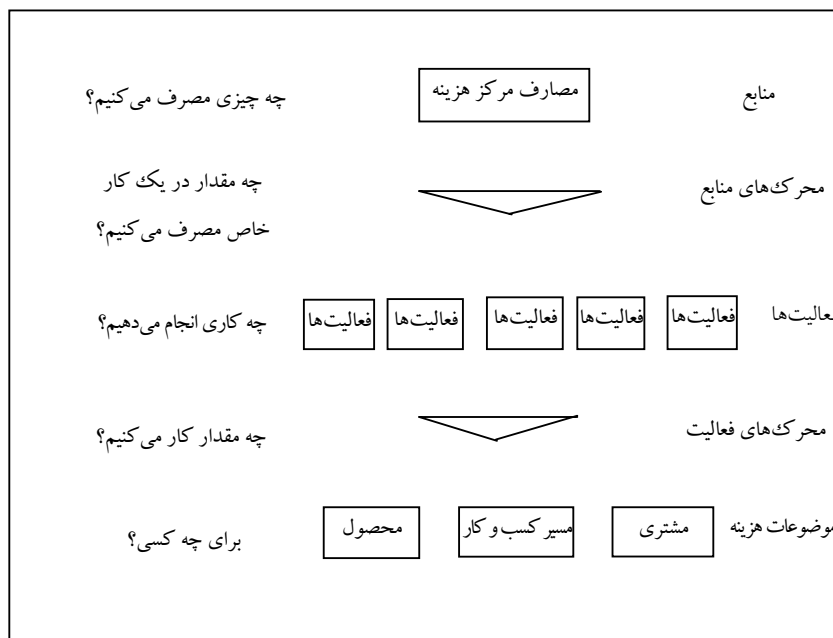 منابع
مصارف مرکز هزینه
چه چیزی مصرف می‌کنیم؟
محرک‌های منابع
چه مقدار در یک کار
خاص مصرف می‌کنیم؟
فعالیت‌ها
فعالیت‌ها
فعالیت‌ها
فعالیت‌ها
فعالیت‌ها
فعالیت‌ها
چه کاری انجام می‌دهیم؟
محرک‌های فعالیت
چه مقدار کار می‌کنیم؟
موضوعات هزینه
مشتری
مسیر کسب و کار
محصول
برای چه کسی؟